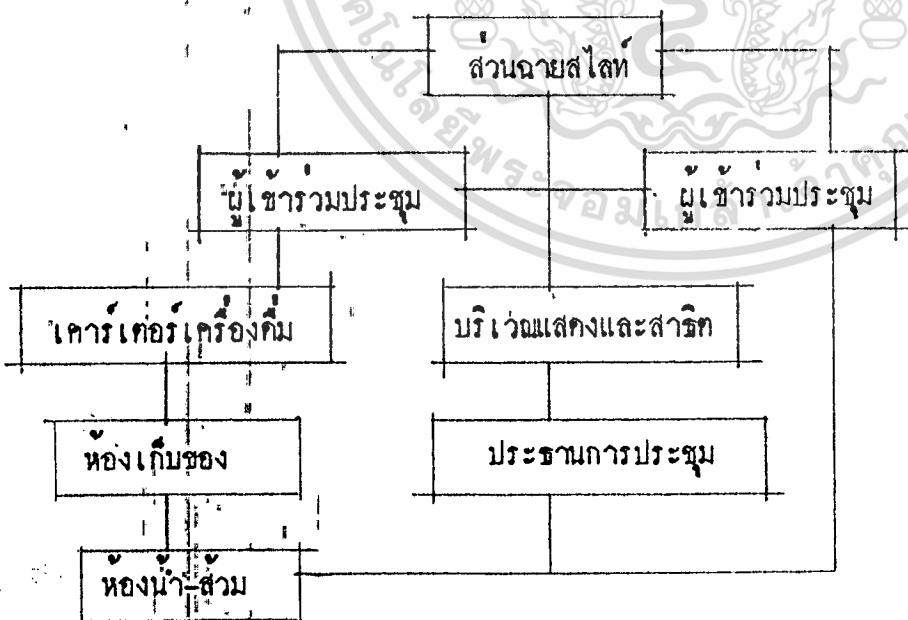 ส่วนฉายสไลท์
ผู้เข้าร่วมประชุม
ผู้เข้าร่วมประชุม
เคาร์เตอร์เครื่องดื่ม
บริเวณแสดงและสาธิต
ห้องเก็บของ
ประธานการประชุม
ห้องน้ำ-ส้วม